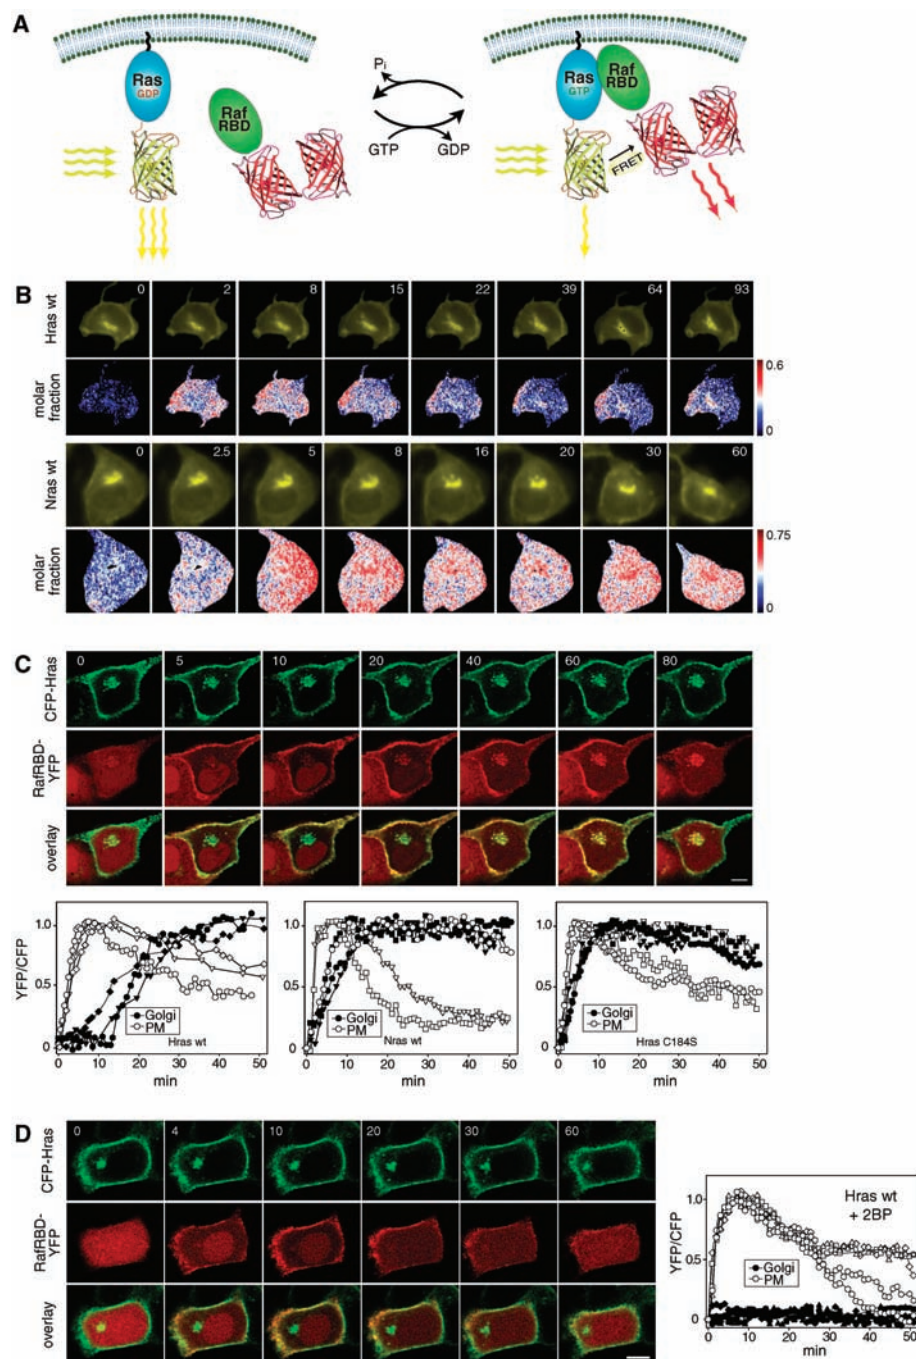 A
Ras
GDP
Raf
RBD
Pi
GTP
GDP
Ras
GTP
Raf
RBD
FRET
B
Hras wt
0 2 8 15 22 39 64 93
molar fraction
0.6
0
Nras wt
0 2.5 5 8 16 20 30 60
molar fraction
0.75
0
C
CFP-Hras
0 5 10 20 40 60 80
RafRBD-YFP
overlay
YFP/CFP
1.0
0.5
0
Golgi
PM
Hras wt
0 10 20 30 40 50
min
1.0
0.5
0
Golgi
PM
Nras wt
0 10 20 30 40 50
min
1.0
0.5
0
Golgi
PM
Hras C184S
0 10 20 30 40 50
min
D
CFP-Hras
0 4 10 20 30 60
RafRBD-YFP
overlay
YFP/CFP
1.0
0.5
0
Hras wt
+ 2BP
Golgi
PM
0 10 20 30 40 50
min